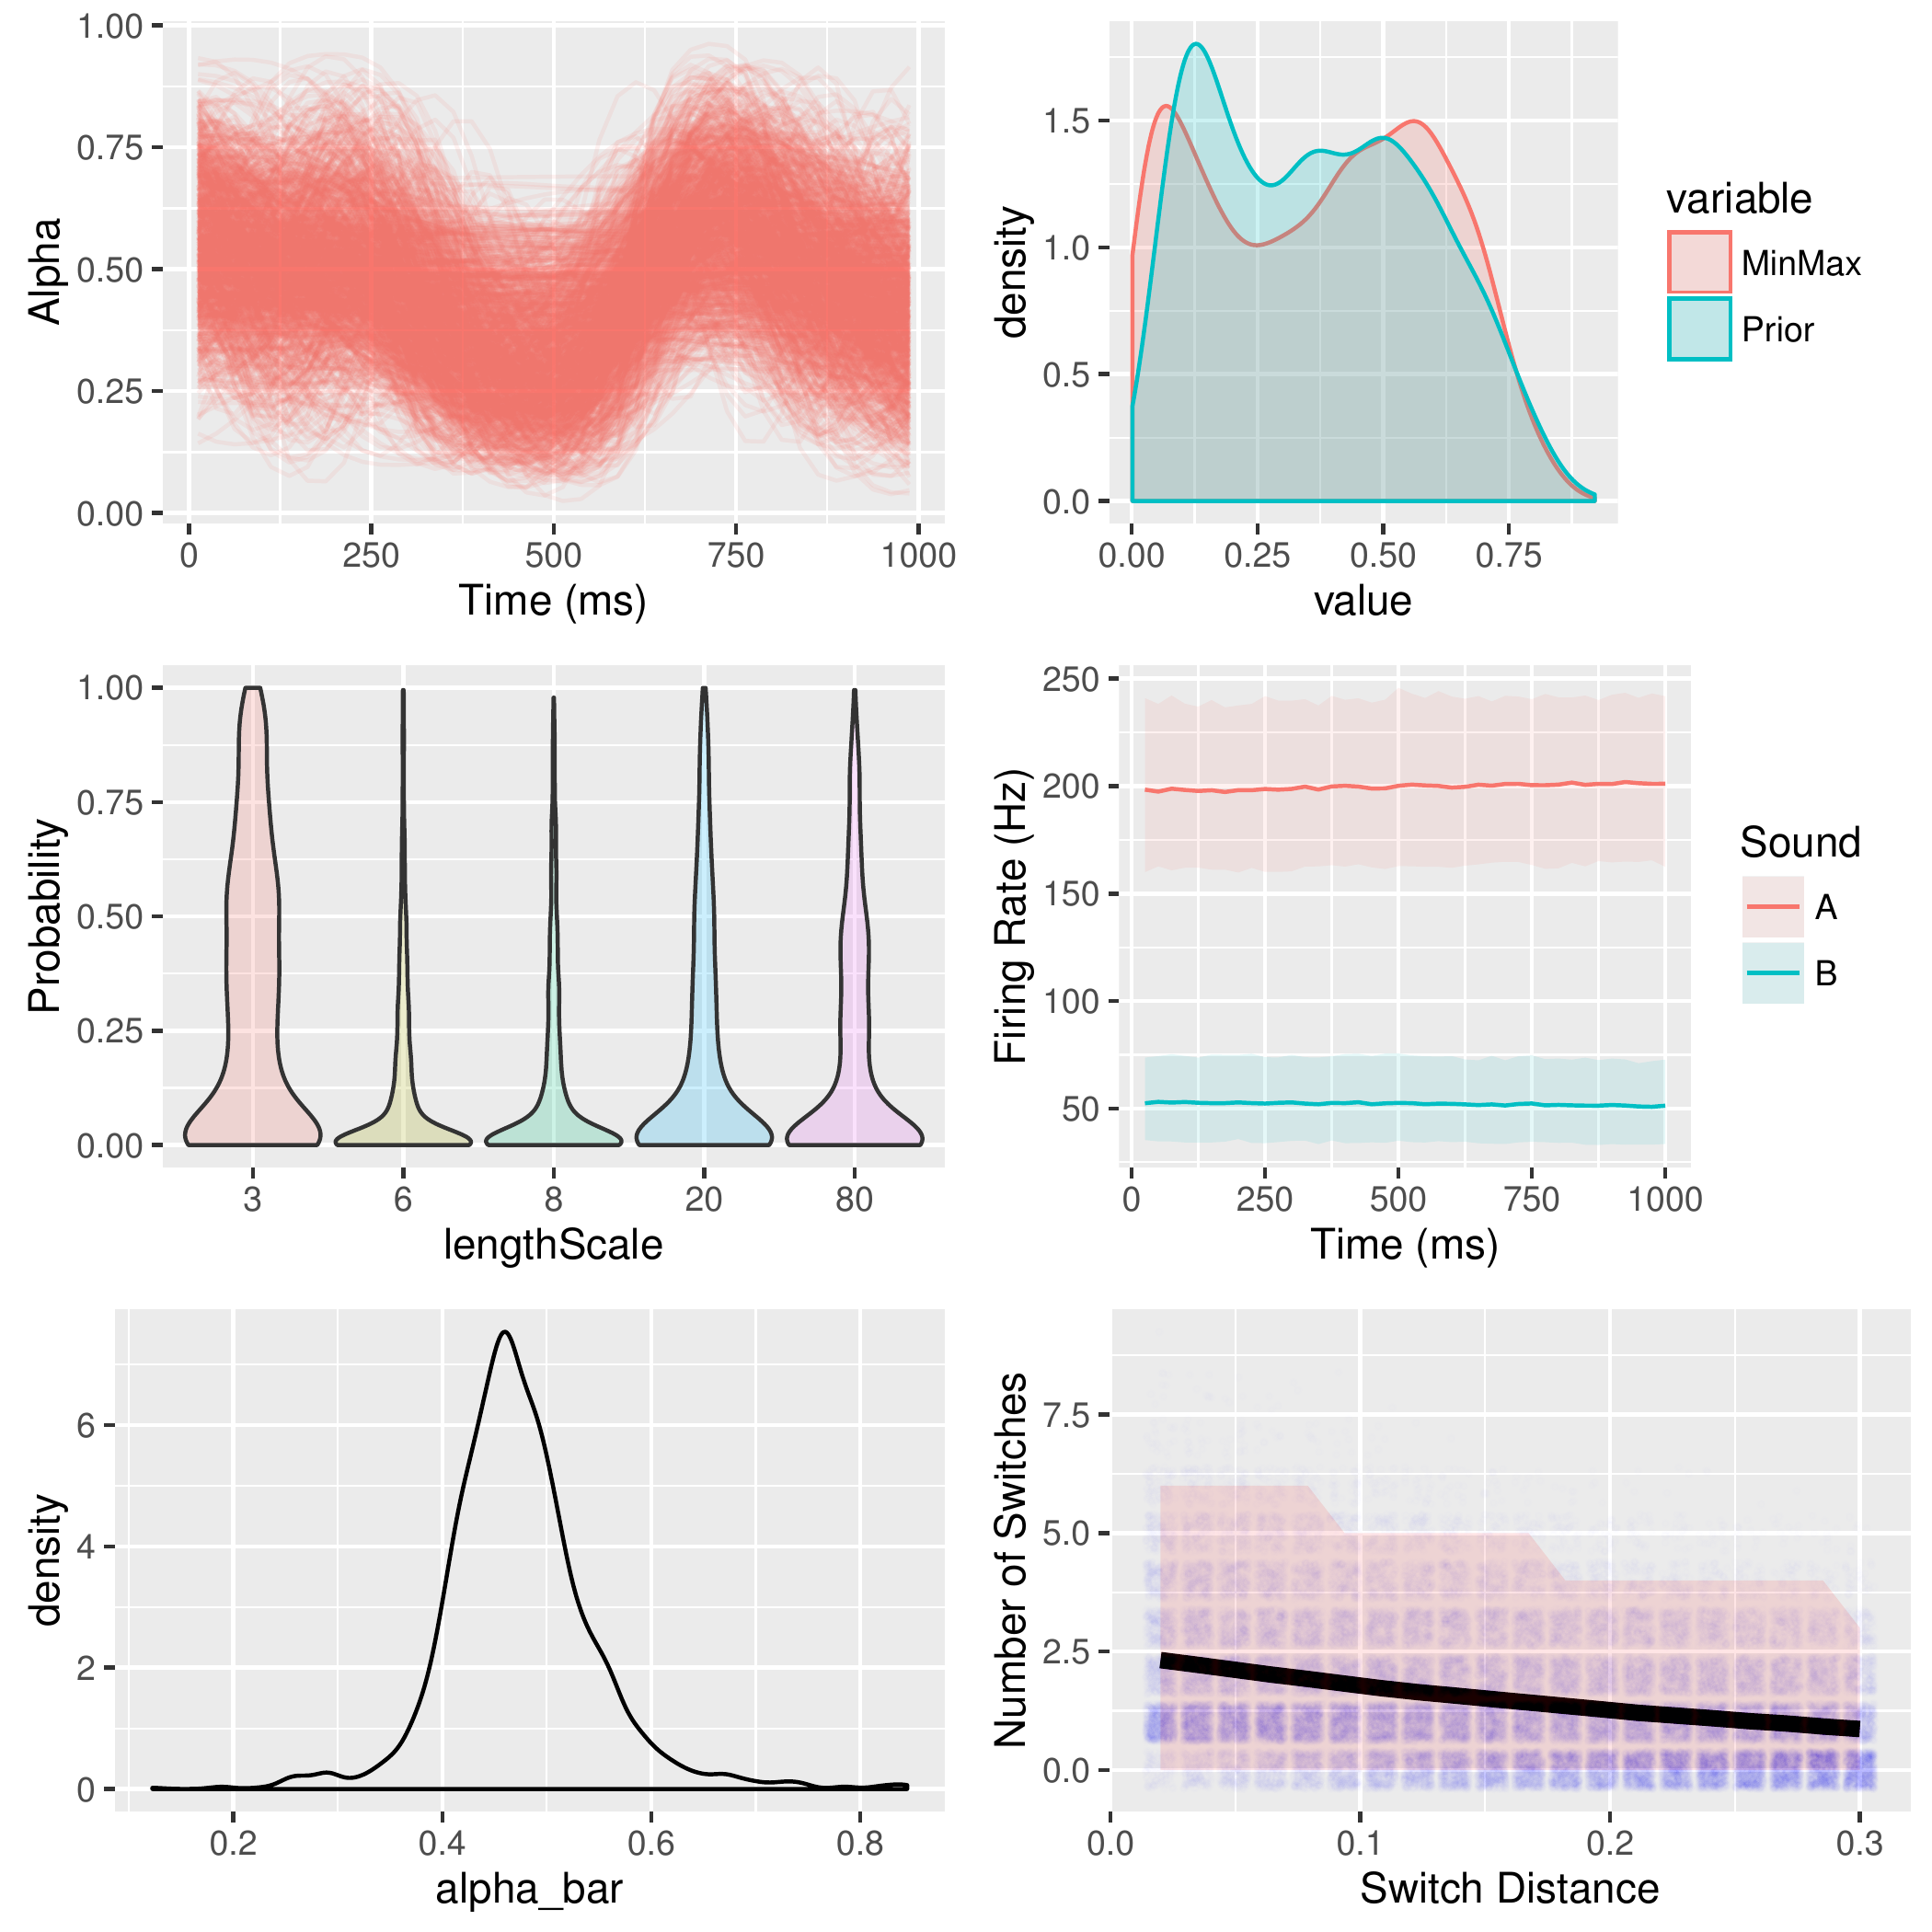 1.00
0.75
0.50
0.25
0.00
Alpha
0 250 500 750 1000
Time (ms)
1.5
1.0
0.5
0.0
density
0.00 0.25 0.50 0.75
value
variable
MinMax
Prior
1.00
0.75
0.50
0.25
0.00
Probability
3 6 8 20 80
lengthScale
250
200
150
100
50
Firing Rate (Hz)
0 250 500 750 1000
Time (ms)
Sound
A
B
6
4
2
0
density
0.2 0.4 0.6 0.8
alpha_bar
7.5
5.0
2.5
0.0
Number of Switches
0.0 0.1 0.2 0.3
Switch Distance